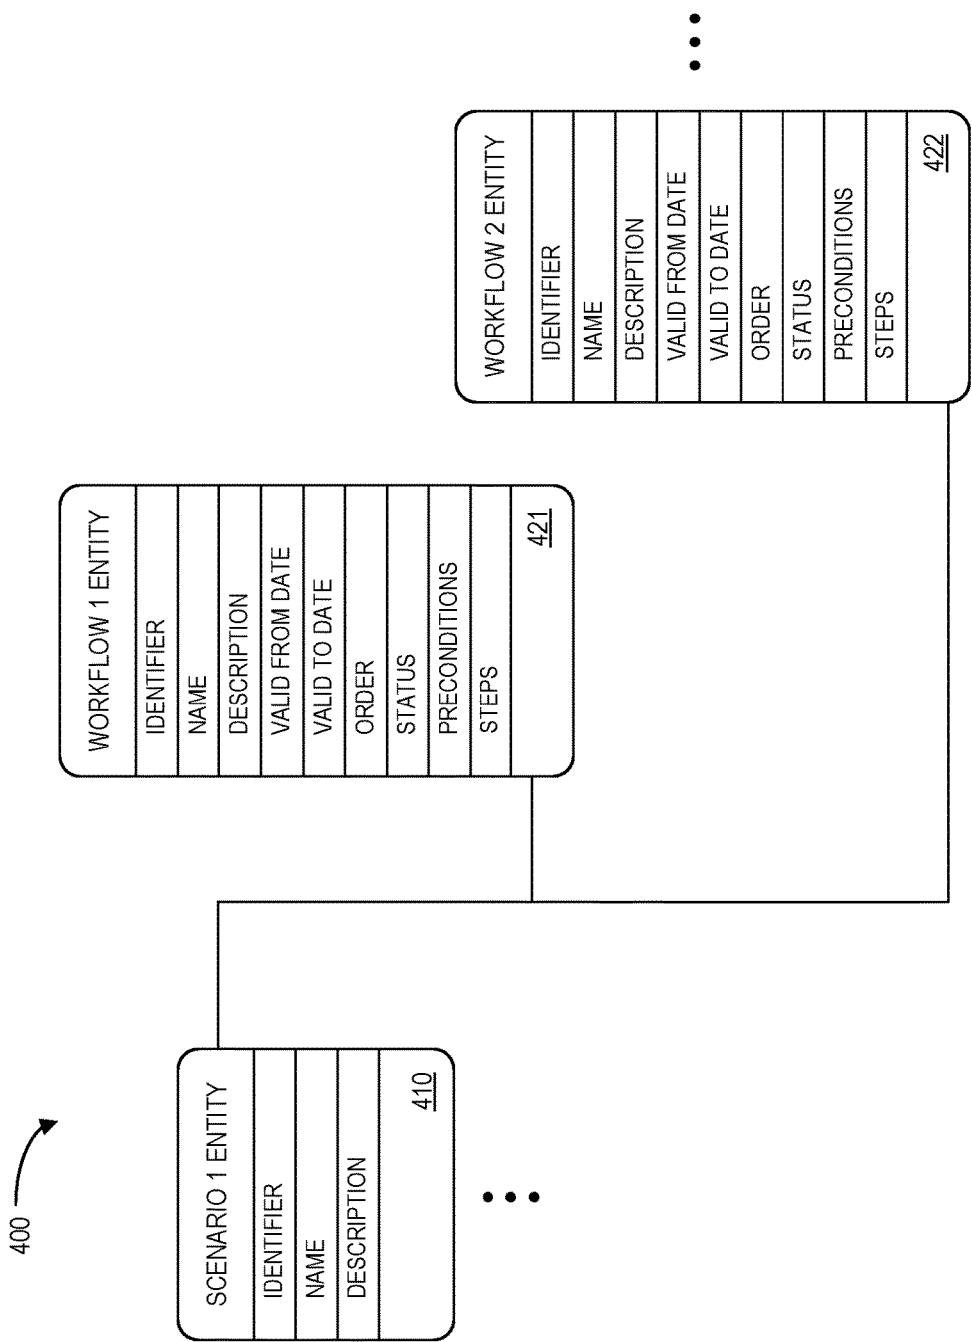 400
SCENARIO 1 ENTITY
IDENTIFIER
NAME
DESCRIPTION
410
WORKFLOW 1 ENTITY
IDENTIFIER
NAME
DESCRIPTION
VALID FROM DATE
VALID TO DATE
ORDER
STATUS
PRECONDITIONS
STEPS
421
WORKFLOW 2 ENTITY
IDENTIFIER
NAME
DESCRIPTION
VALID FROM DATE
VALID TO DATE
ORDER
STATUS
PRECONDITIONS
STEPS
422